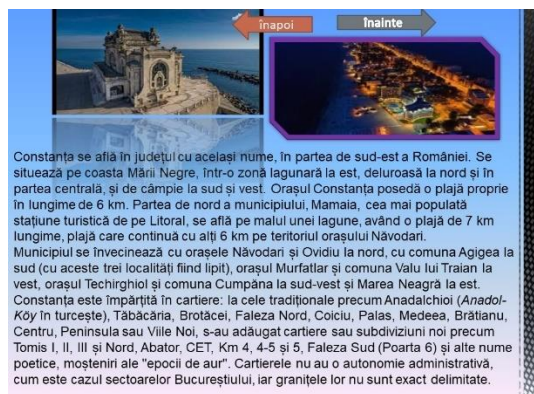 înapoi
înainte
Constanța se află în județul cu același nume, în partea de sud-est a României. Se
situează pe coasta Mării Negre, într-o zonă lagunară la est, deluroasă la nord și în
partea centrală, și de câmpie la sud și vest. Orașul Constanța posedă o plajă proprie
în lungime de 6 km. Partea de nord a municipiului, Mamaia, cea mai populată
stațiune turistică de pe Litoral, se află pe malul unei lagune, având o plajă de 7 km
lungime, plajă care continuă cu alți 6 km pe teritoriul orașului Năvodari.
Municipiul se învecinează cu orașele Năvodari și Ovidiu la nord, cu comuna Agigea la
sud (cu aceste trei localități fiind lipit), orașul Murfatlar și comuna Valu lui Traian la
vest, orașul Techirghiol și comuna Cumpăna la sud-vest și Marea Neagră la est.
Constanța este împărțită în cartiere: la cele tradiționale precum Anadalchioi (Anadol-
Köy în turcește), Tăbăcăria, Brotăcei, Faleza Nord, Coiciu, Palas, Medeea, Brătianu,
Centru, Peninsula sau Viile Noi, s-au adăugat cartiere sau subdiviziuni noi precum
Tomis I, II, III și Nord, Abator, CET, Km 4, 4-5 și 5, Faleza Sud (Poarta 6) și alte nume
poetice, moșteniri ale "epocii de aur". Cartierele nu au o autonomie administrativă,
cum este cazul sectoarelor Bucureștiului, iar granițele lor nu sunt exact delimitate.